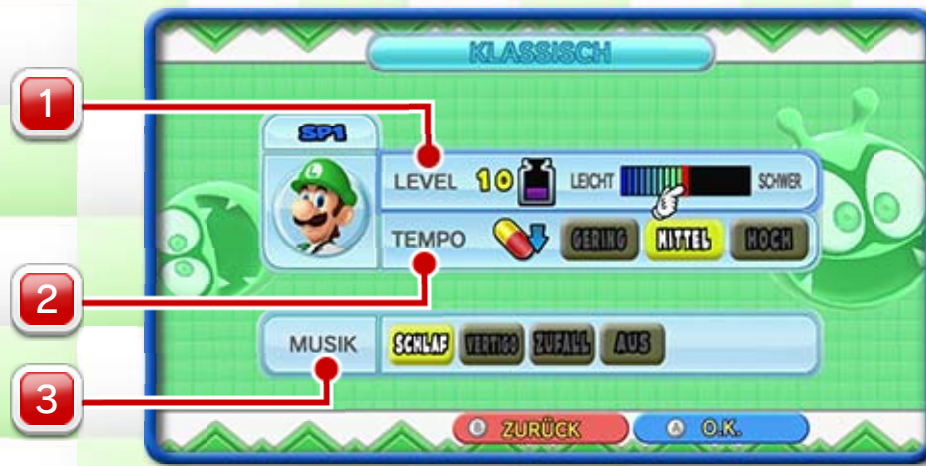 KLASSISCH
1
SP1
LEVEL 10 LEICHT SCHWER
TEMPO GERING MITTEL HOCH
2
MUSIK SCHLAF VERTIGO ZUFALL AUS
3
B ZURÜCK A O.K.